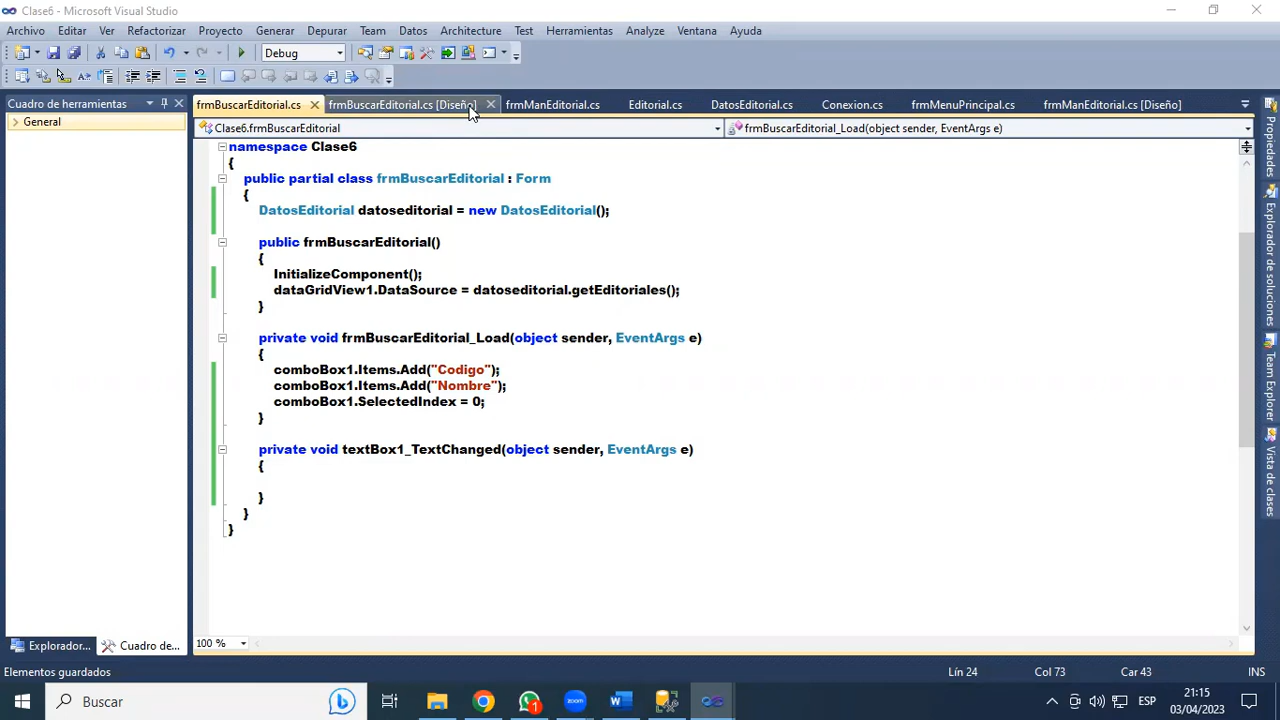 Clase6 - Microsoft Visual Studio
Archivo Editar Ver Refactorizar Proyecto Generar Depurar Team Datos Architecture Test Herramientas Analyze Ventana Ayuda
Debug
Cuadro de herramientas
frmBuscarEditorial.cs frmBuscarEditorial.cs [Diseño] frmManEditorial.cs Editorial.cs DatosEditorial.cs Conexion.cs frmMenuPrincipal.cs frmManEditorial.cs [Diseño]
General
Clase6.frmBuscarEditorial
frmBuscarEditorial_Load(object sender, EventArgs e)
namespace Clase6
{
public partial class frmBuscarEditorial : Form
{
DatosEditorial datoseditorial = new DatosEditorial();
public frmBuscarEditorial()
{
InitializeComponent();
dataGridView1.DataSource = datoseditorial.getEditoriales();
}
private void frmBuscarEditorial_Load(object sender, EventArgs e)
{
comboBox1.Items.Add("Codigo");
comboBox1.Items.Add("Nombre");
comboBox1.SelectedIndex = 0;
}
private void textBox1_TextChanged(object sender, EventArgs e)
{
}
}
}
Propiedades
Explorador de soluciones
Team Explorer
Vista de clases
100 %
Explorador... Cuadro de...
Elementos guardados
Lín 24 Col 73 Car 43 INS
Buscar
1
zoom
ESP
21:15
03/04/2023